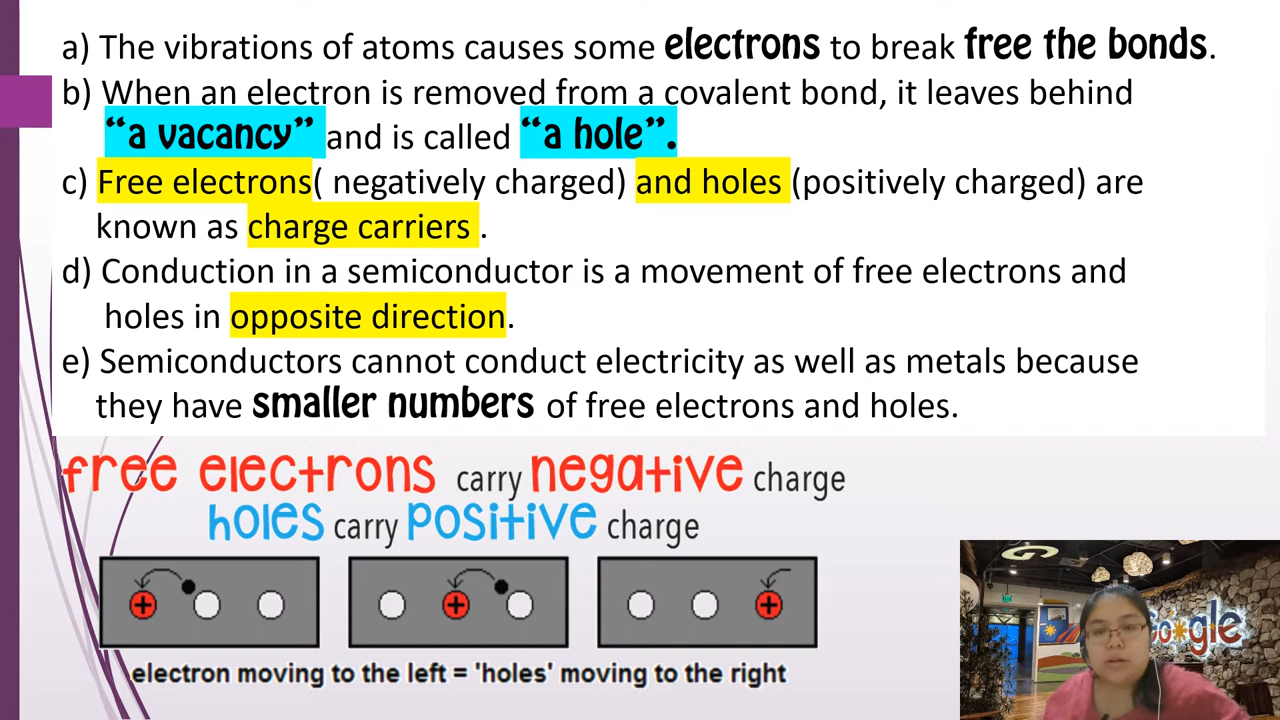 a) The vibrations of atoms causes some electrons to break free the bonds.
b) When an electron is removed from a covalent bond, it leaves behind
“a vacancy” and is called “a hole”.
c) Free electrons( negatively charged) and holes (positively charged) are
known as charge carriers .
d) Conduction in a semiconductor is a movement of free electrons and
holes in opposite direction.
e) Semiconductors cannot conduct electricity as well as metals because
they have smaller numbers of free electrons and holes.
free electrons carry negative charge
holes carry positive charge
+ + +
electron moving to the left = 'holes' moving to the right
G
Google